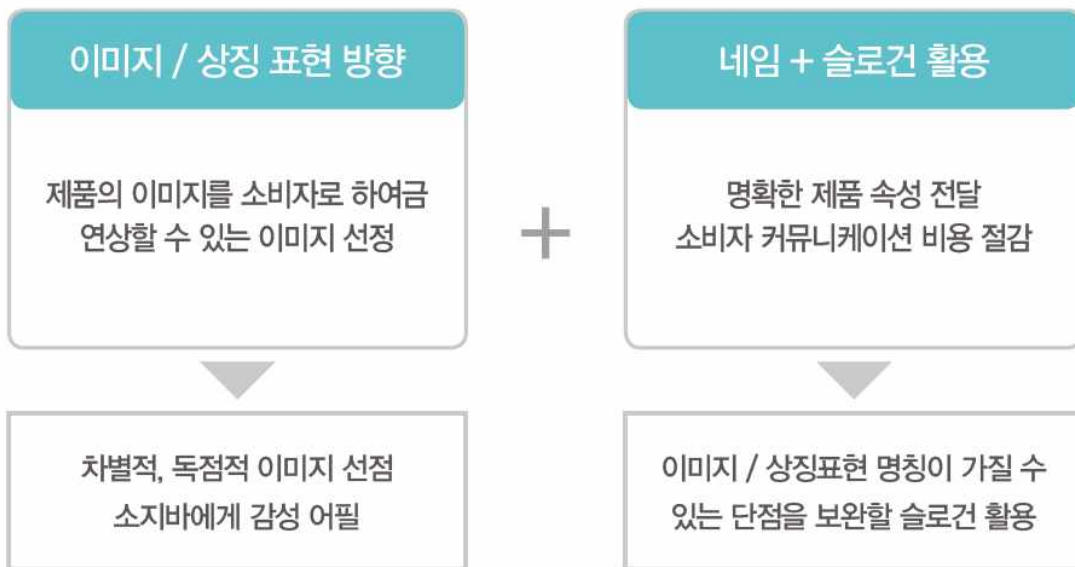 이미지 / 상징 표현 방향
제품의 이미지를 소비자로 하여금
연상할 수 있는 이미지 선정
차별적, 독점적 이미지 선점
소지바에게 감성 어필
+
네임 + 슬로건 활용
명확한 제품 속성 전달
소비자 커뮤니케이션 비용 절감
이미지 / 상징표현 명칭이 가질 수
있는 단점을 보완할 슬로건 활용